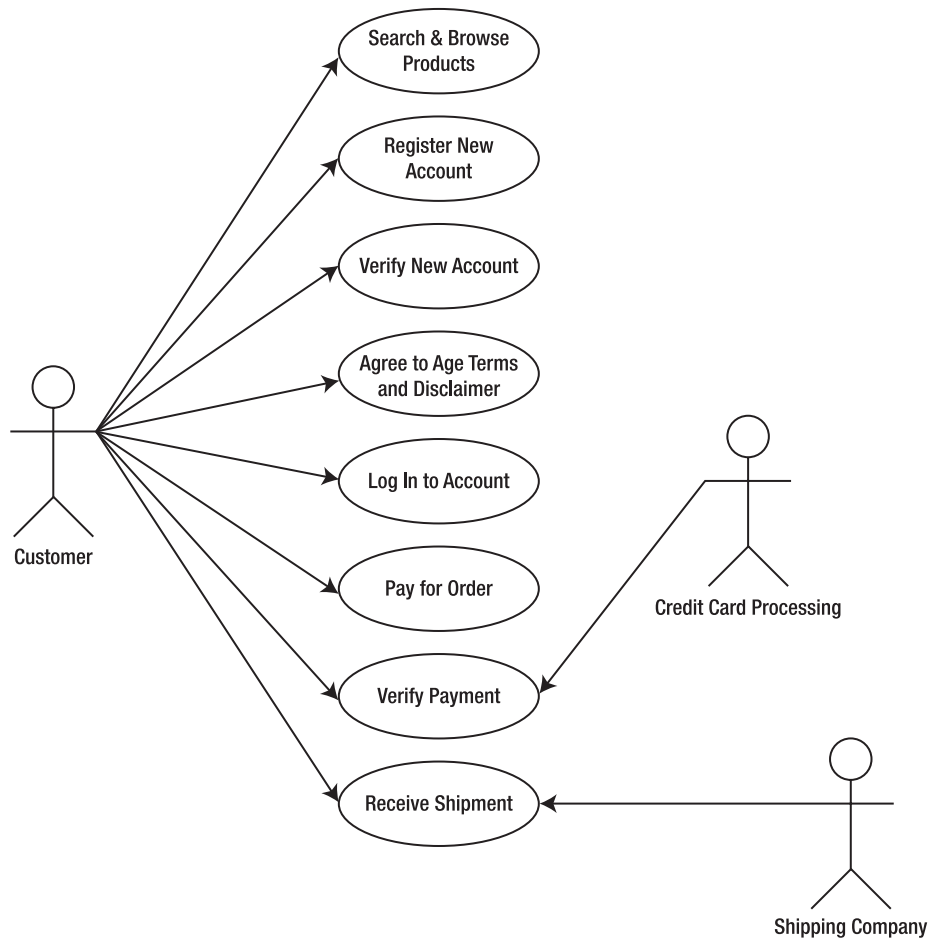 Search & Browse
Products
Register New
Account
Verify New Account
Agree to Age Terms
and Disclaimer
Log In to Account
Customer
Pay for Order
Credit Card Processing
Verify Payment
Receive Shipment
Shipping Company